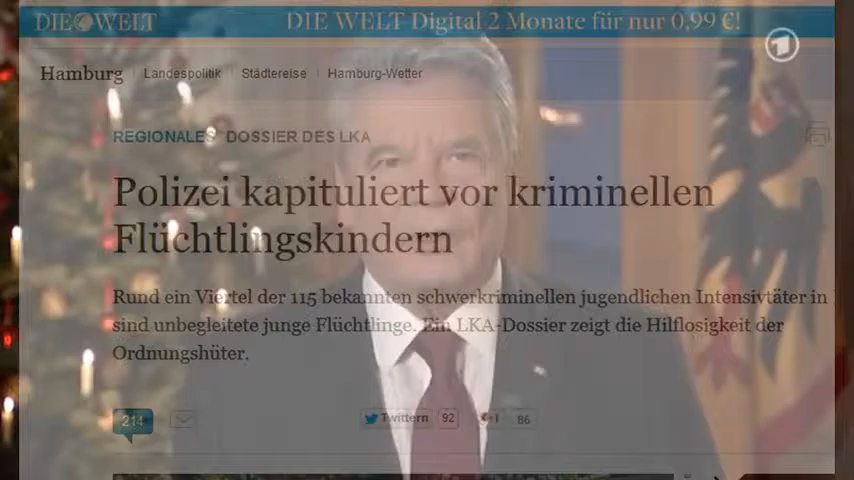 DIE WELT
DIE WELT Digital 2 Monate für nur 0,99 €!
1
Hamburg Landespolitik Städtereise Hamburg-Wetter
REGIONALES DOSSIER DES LKA
Polizei kapituliert vor kriminellen
Flüchtlingskindern
Rund ein Viertel der 115 bekannten schwerkriminellen jugendlichen Intensivtäter in
sind unbegleitete junge Flüchtlinge. Ein LKA-Dossier zeigt die Hilflosigkeit der
Ordnungshüter.
214 Twittern 92 +1 86